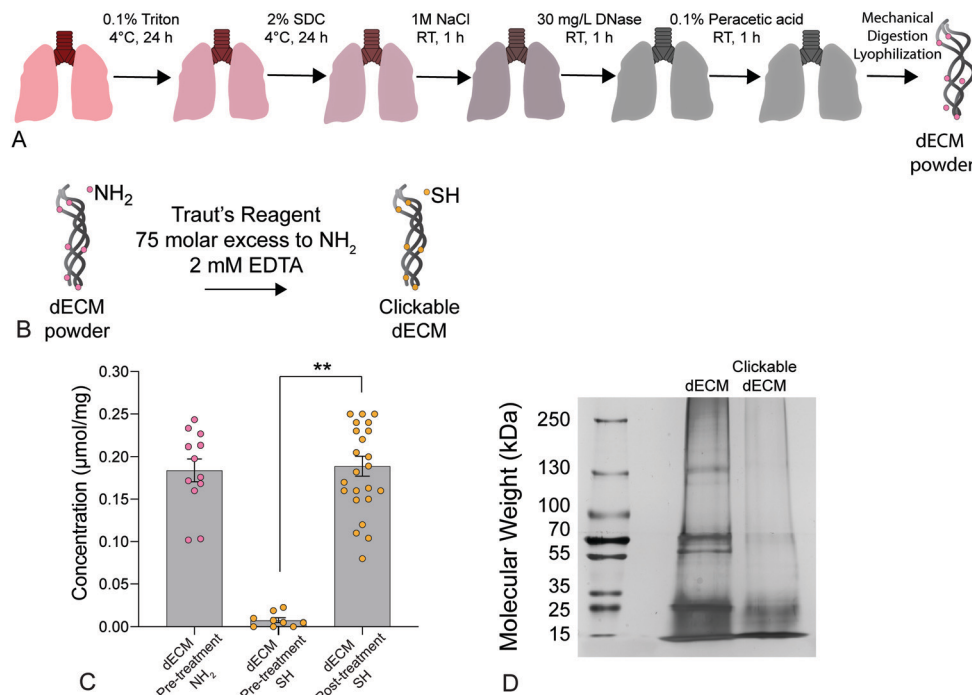 0.1% Triton
4°C, 24 h
2% SDC
4°C, 24 h
1M NaCl
RT, 1 h
30 mg/L DNase
RT, 1 h
0.1% Peracetic acid
RT, 1 h
Mechanical
Digestion
Lyophilization
dECM
powder
A
NH₂
dECM
powder
Traut's Reagent
75 molar excess to NH₂
2 mM EDTA
SH
Clickable
dECM
B
Concentration (µmol/mg)
0.30
0.25
0.20
0.15
0.10
0.05
0.00
**
dECM
Pre-treatment
NH₂
dECM
Pre-treatment
SH
dECM
Post-treatment
SH
C
Molecular Weight (kDa)
dECM
Clickable
dECM
250
130
100
70
55
35
25
15
D